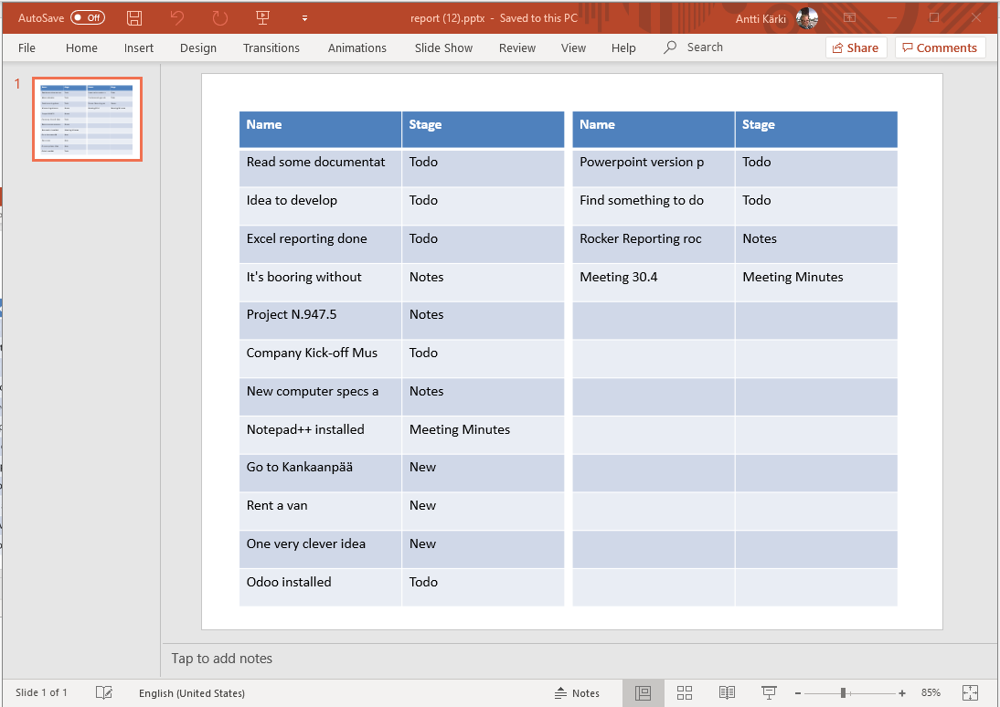 AutoSave Off report (12).pptx - Saved to this PC Antti Kärki
File Home Insert Design Transitions Animations Slide Show Review View Help Search Share Comments
1
Name Stage Name Stage
Read some documentat Todo Powerpoint version p Todo
Idea to develop Todo Find something to do Todo
Excel reporting done Todo Rocker Reporting roc Notes
It's booring without Notes Meeting 30.4 Meeting Minutes
Project N.947.5 Notes
Company Kick-off Mus Todo
New computer specs a Notes
Notepad++ installed Meeting Minutes
Go to Kankaanpää New
Rent a van New
One very clever idea New
Odoo installed Todo
Tap to add notes
Slide 1 of 1 English (United States) Notes 85%